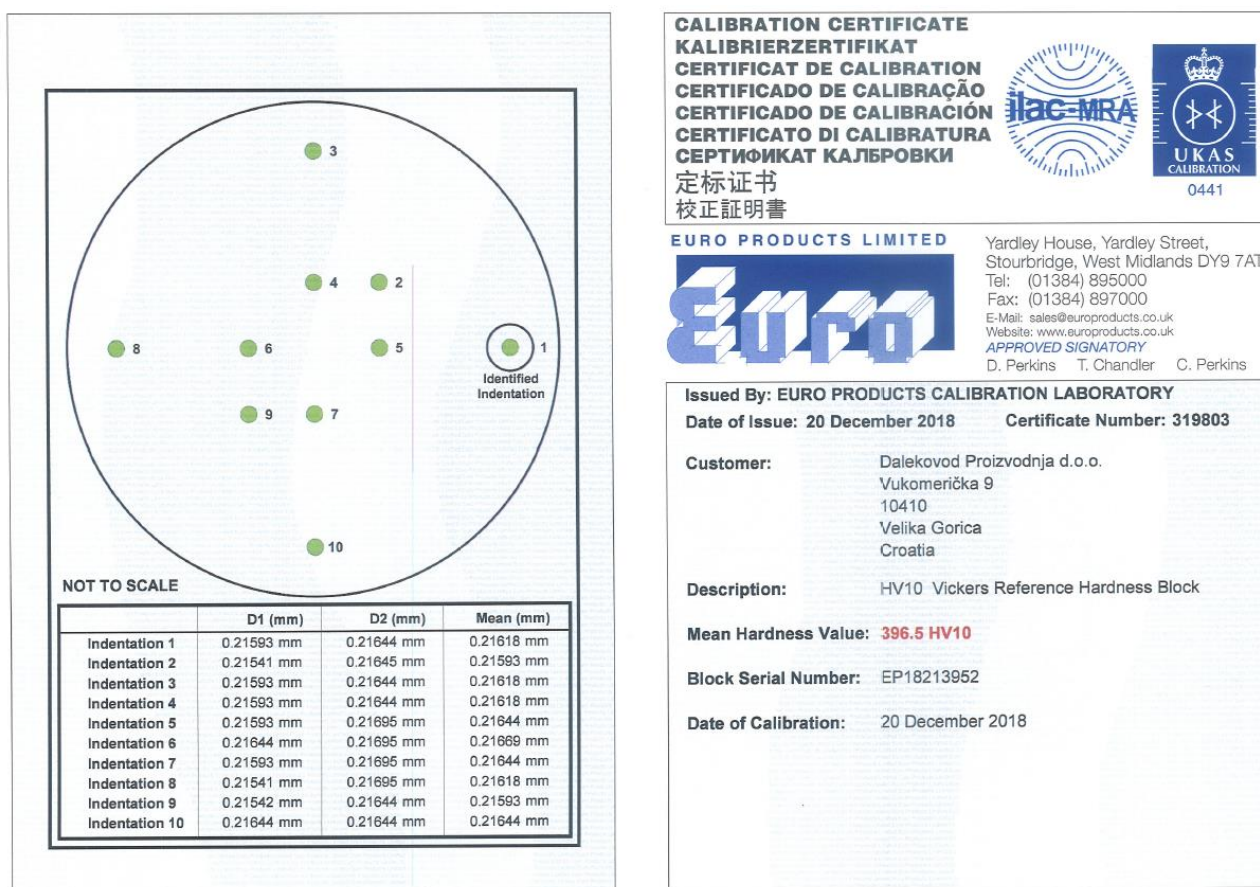 3
4
2
8
6
5
1
Identified
Indentation
9
7
10
NOT TO SCALE
D1 (mm) D2 (mm) Mean (mm)
Indentation 1 0.21593 mm 0.21644 mm 0.21618 mm
Indentation 2 0.21541 mm 0.21645 mm 0.21593 mm
Indentation 3 0.21593 mm 0.21644 mm 0.21618 mm
Indentation 4 0.21593 mm 0.21644 mm 0.21618 mm
Indentation 5 0.21593 mm 0.21695 mm 0.21644 mm
Indentation 6 0.21644 mm 0.21695 mm 0.21669 mm
Indentation 7 0.21593 mm 0.21695 mm 0.21644 mm
Indentation 8 0.21541 mm 0.21695 mm 0.21618 mm
Indentation 9 0.21542 mm 0.21644 mm 0.21593 mm
Indentation 10 0.21644 mm 0.21644 mm 0.21644 mm
CALIBRATION CERTIFICATE
KALIBRIERZERTIFIKAT
CERTIFICAT DE CALIBRATION
CERTIFICADO DE CALIBRAÇÃO
CERTIFICADO DE CALIBRACIÓN
CERTIFICATO DI CALIBRATURA
СЕРТИФИКАТ КАЛБРОВКИ
定标证书
校正証明書
ilac-MRA
UKAS
CALIBRATION
0441
EURO PRODUCTS LIMITED
Euro
Yardley House, Yardley Street,
Stourbridge, West Midlands DY9 7AT
Tel: (01384) 895000
Fax: (01384) 897000
E-Mail: sales@europroducts.co.uk
Website: www.europroducts.co.uk
APPROVED SIGNATORY
D. Perkins T. Chandler C. Perkins
Issued By: EURO PRODUCTS CALIBRATION LABORATORY
Date of Issue: 20 December 2018 Certificate Number: 319803
Customer: Dalekovod Proizvodnja d.o.o.
Vukomerička 9
10410
Velika Gorica
Croatia
Description: HV10 Vickers Reference Hardness Block
Mean Hardness Value: 396.5 HV10
Block Serial Number: EP18213952
Date of Calibration: 20 December 2018